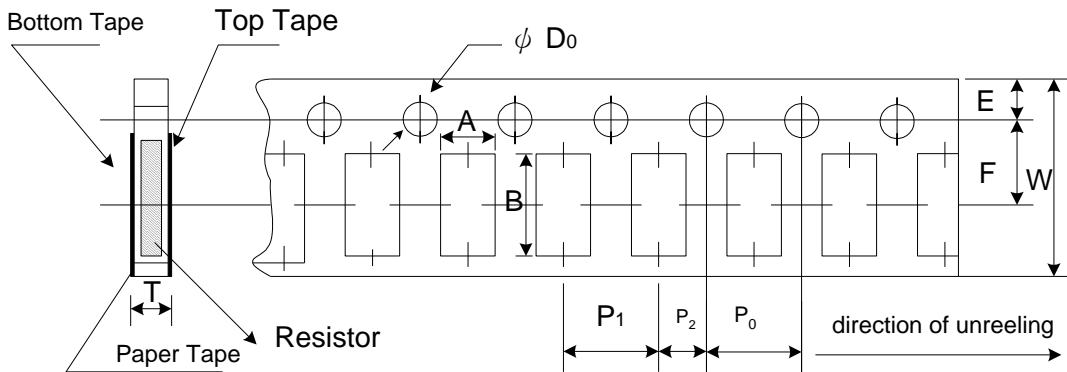 Bottom Tape
Top Tape
ϕ D0
A
E
F
W
B
T
P1
P2
P0
Resistor
Paper Tape
direction of unreeling